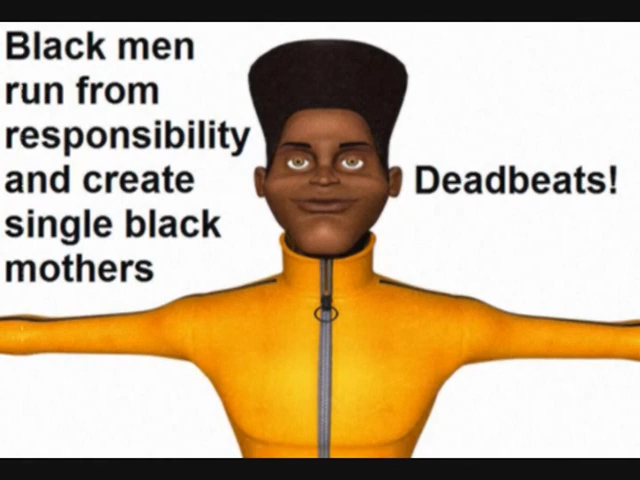 Black men
run from
responsibility
and create
single black
mothers
Deadbeats!